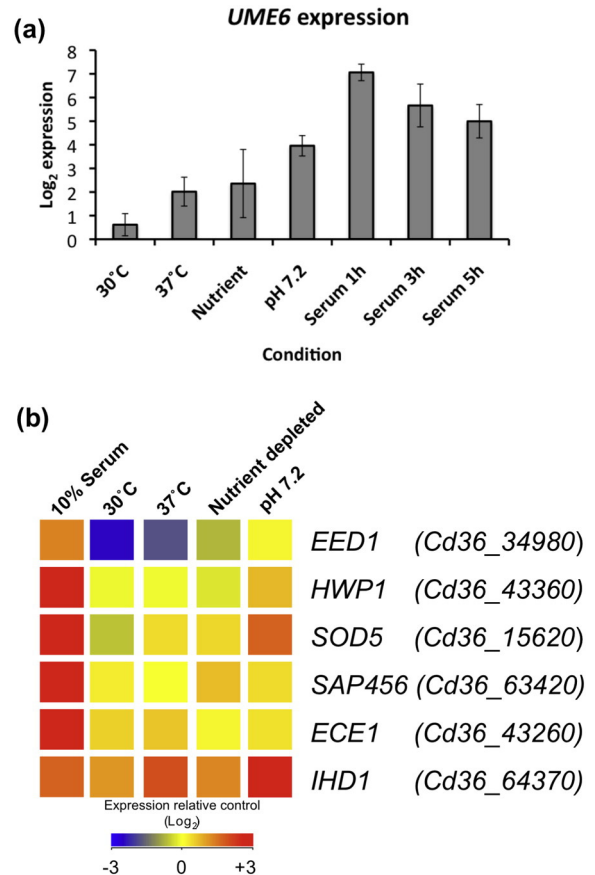 (a)
UME6 expression
Log2 expression
8
7
6
5
4
3
2
1
0
30°C
37°C
Nutrient
pH 7.2
Serum 1h
Serum 3h
Serum 5h
Condition
(b)
10% Serum
30°C
37°C
Nutrient depleted
pH 7.2
EED1 (Cd36_34980)
HWP1 (Cd36_43360)
SOD5 (Cd36_15620)
SAP456 (Cd36_63420)
ECE1 (Cd36_43260)
IHD1 (Cd36_64370)
Expression relative control
(Log2)
-3 0 +3